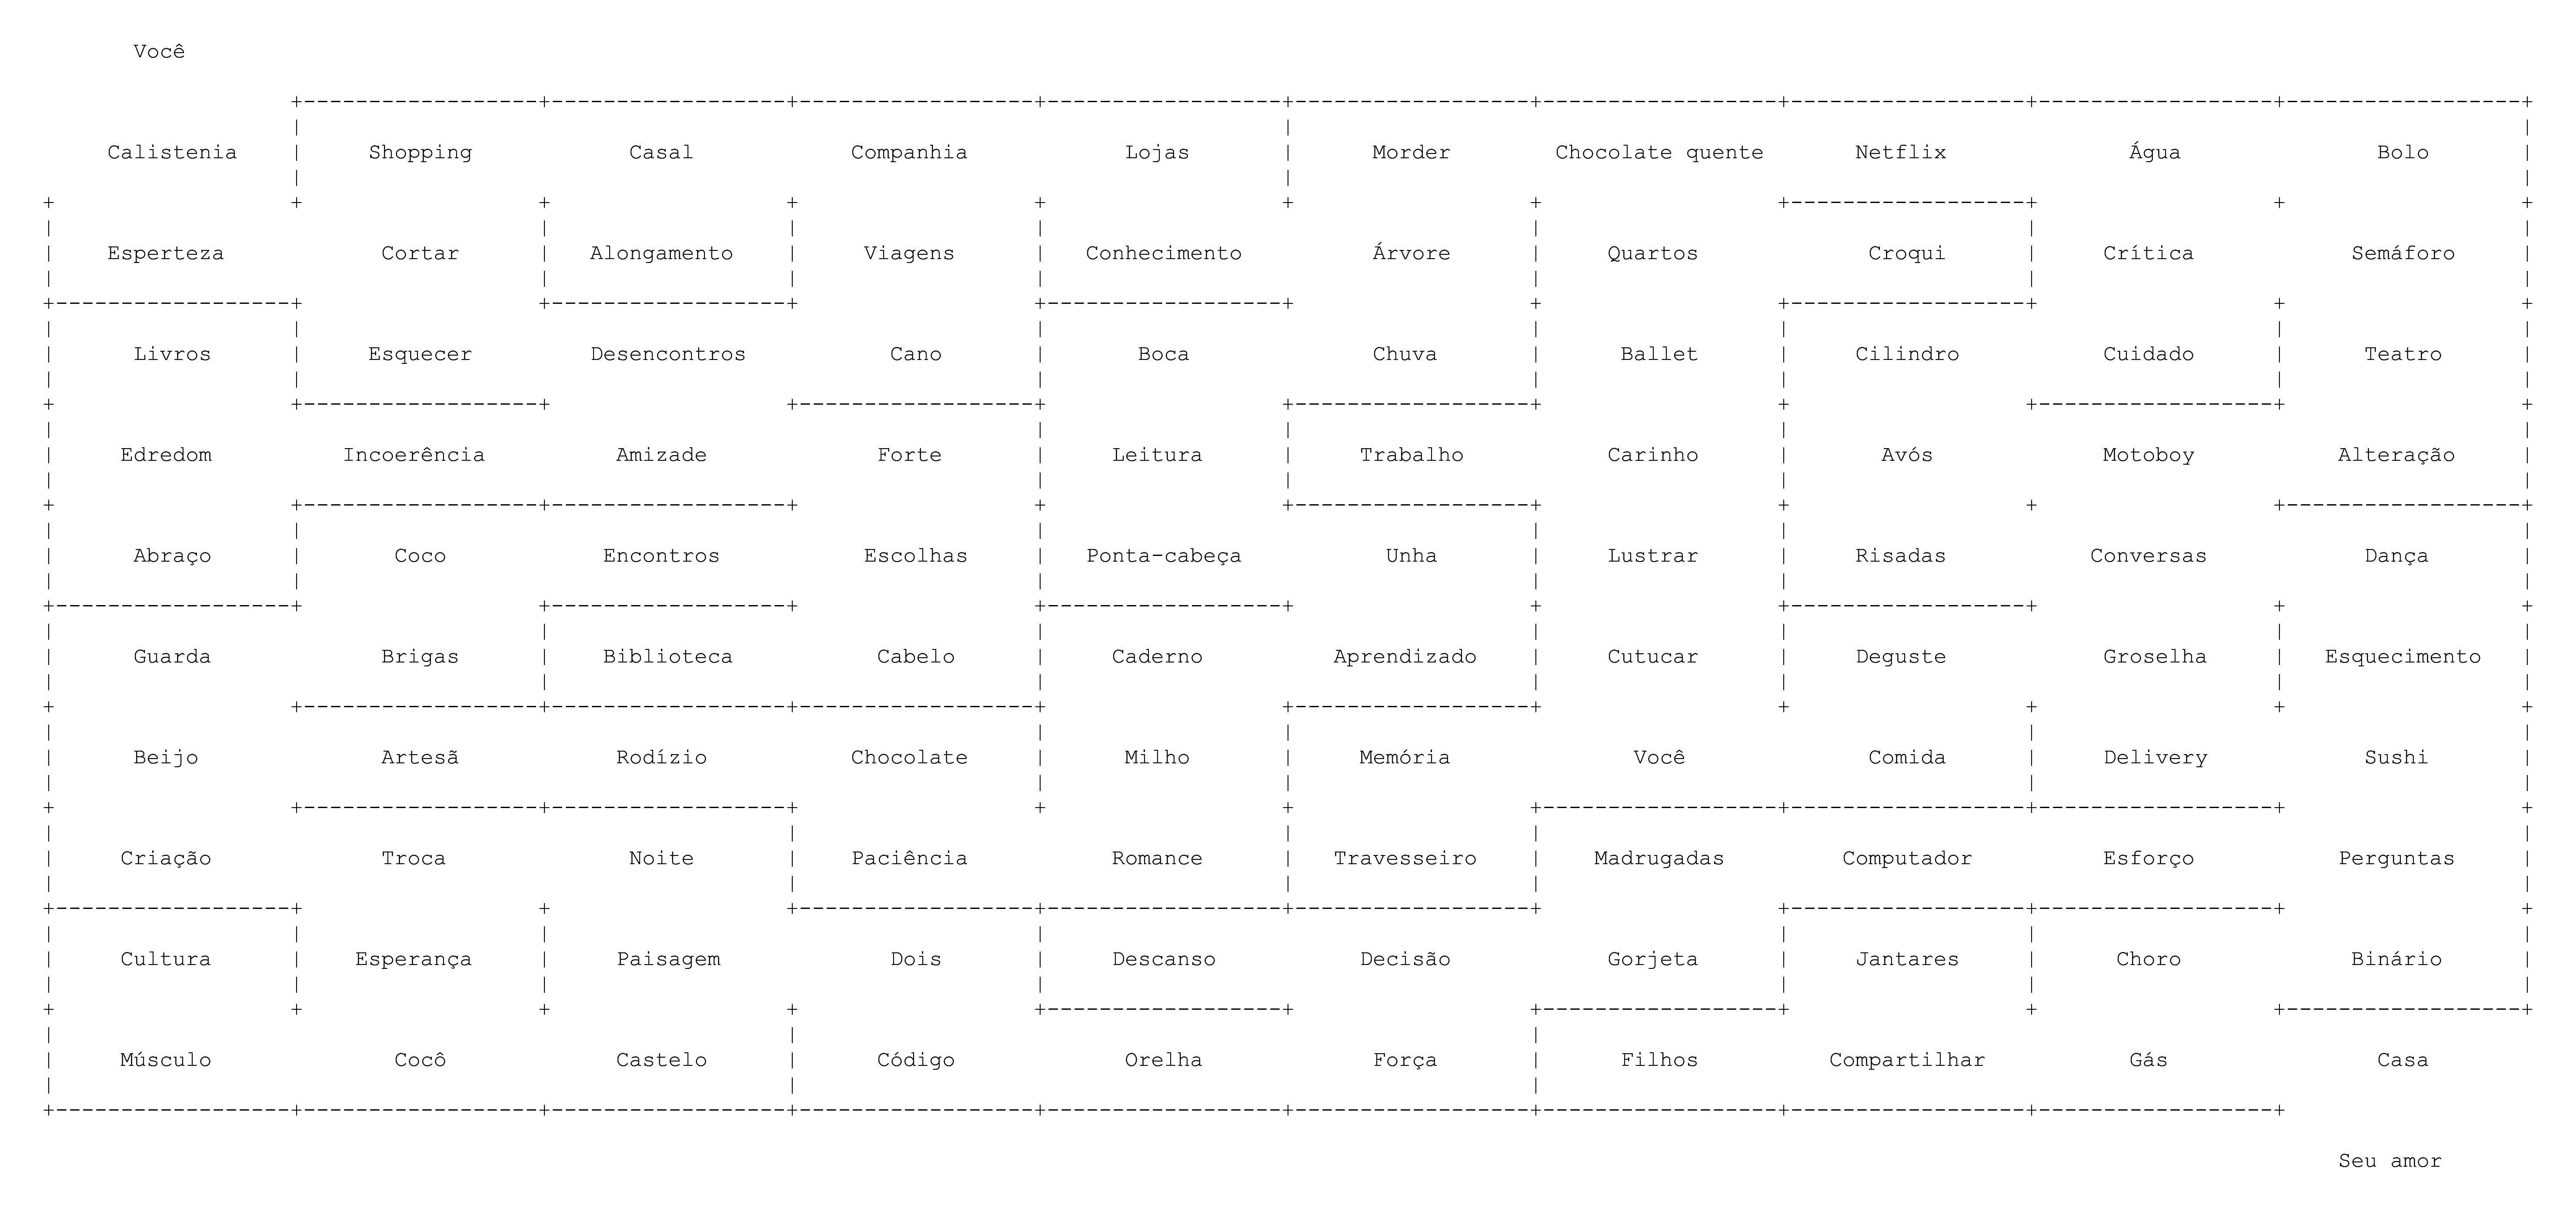 Você
Calistenia Shopping Casal Companhia Lojas Morder Chocolate quente Netflix Água Bolo
Esperteza Cortar Alongamento Viagens Conhecimento Árvore Quartos Croqui Crítica Semáforo
Livros Esquecer Desencontros Cano Boca Chuva Ballet Cilindro Cuidado Teatro
Edredom Incoerência Amizade Forte Leitura Trabalho Carinho Avós Motoboy Alteração
Abraço Coco Encontros Escolhas Ponta-cabeça Unha Lustrar Risadas Conversas Dança
Guarda Brigas Biblioteca Cabelo Caderno Aprendizado Cutucar Deguste Groselha Esquecimento
Beijo Artesã Rodízio Chocolate Milho Memória Você Comida Delivery Sushi
Criação Troca Noite Paciência Romance Travesseiro Madrugadas Computador Esforço Perguntas
Cultura Esperança Paisagem Dois Descanso Decisão Gorjeta Jantares Choro Binário
Músculo Cocô Castelo Código Orelha Força Filhos Compartilhar Gás Casa
Seu amor